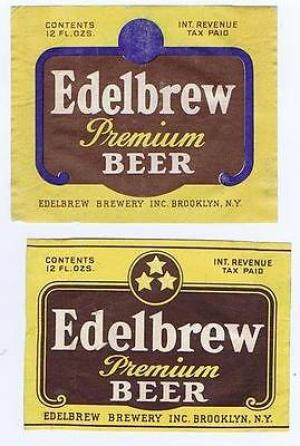 CONTENTS INT. REVENUE
12 FL. OZS. TAX PAID
Edelbrew
Premium
BEER
EDELBREW BREWERY INC. BROOKLYN, N.Y.
CONTENTS INT. REVENUE
12 FL. OZS. TAX PAID
Edelbrew
Premium
BEER
EDELBREW BREWERY INC. BROOKLYN, N.Y.